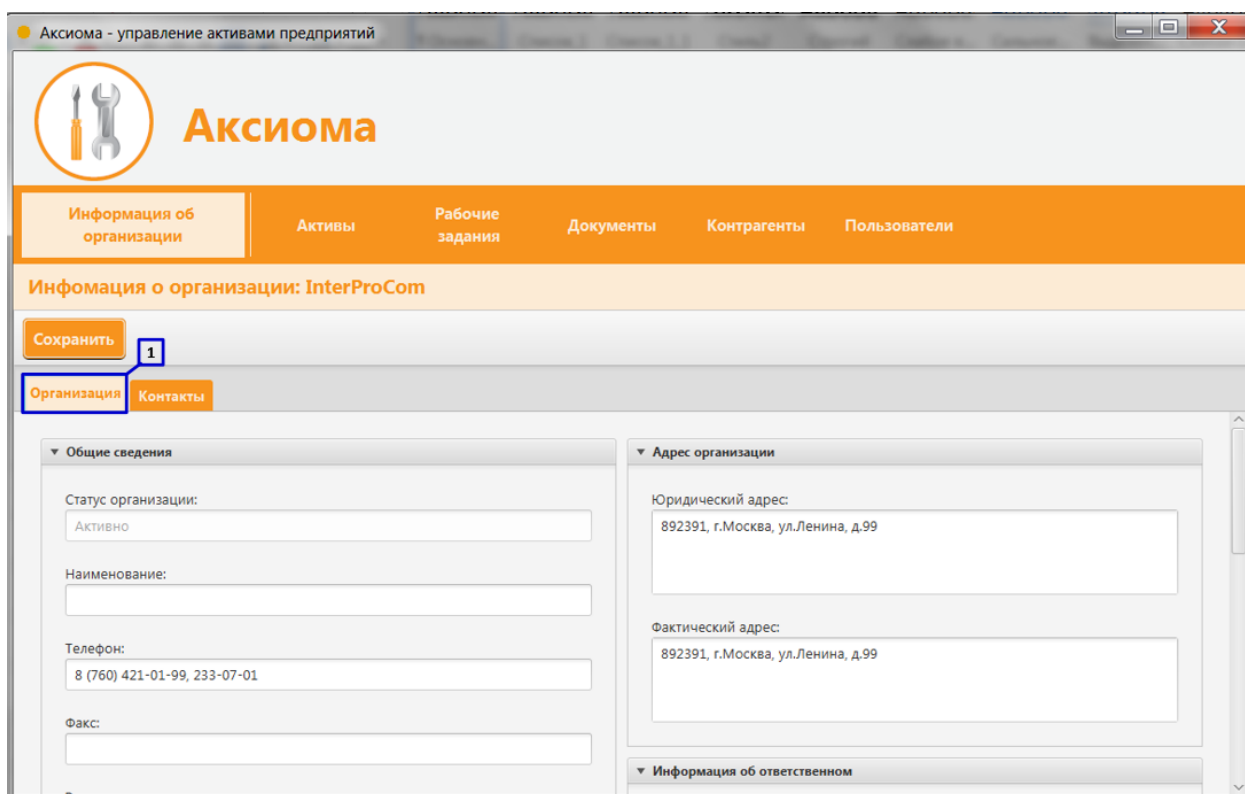 Аксиома - управление активами предприятий
Аксиома
Информация об
организации
Активы
Рабочие
задания
Документы
Контрагенты
Пользователи
Инфомация о организации: InterProCom
Сохранить
1
Организация
Контакты
Общие сведения
Статус организации:
Активно
Наименование:
Телефон:
8 (760) 421-01-99, 233-07-01
Факс:
Адрес организации
Юридический адрес:
892391, г.Москва, ул.Ленина, д.99
Фактический адрес:
892391, г.Москва, ул.Ленина, д.99
Информация об ответственном